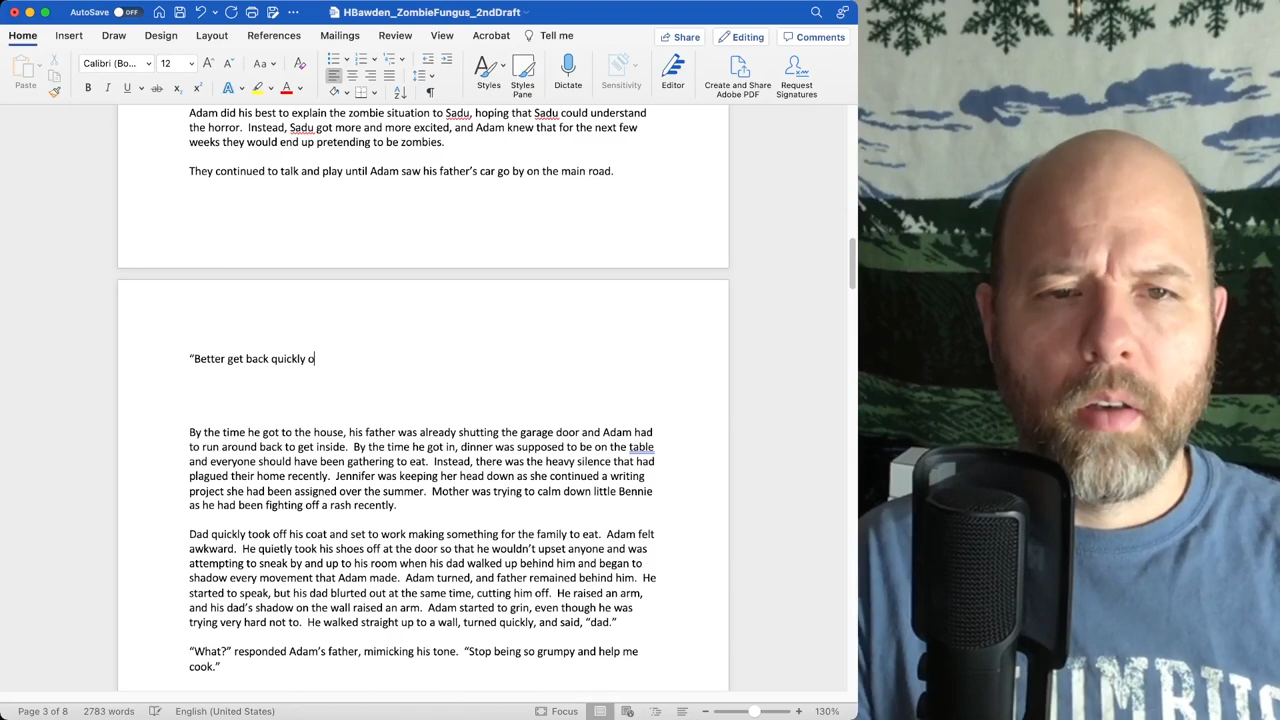 AutoSave OFF HBawden_ZombieFungus_2ndDraft
Home Insert Draw Design Layout References Mailings Review View Acrobat Tell me Share Editing Comments
Paste Calibri (Bo... 12 Aa Styles Styles Pane Dictate Sensitivity Editor Create and Share Adobe PDF Request Signatures
Adam did his best to explain the zombie situation to Sadu, hoping that Sadu could understand
the horror.  Instead, Sadu got more and more excited, and Adam knew that for the next few
weeks they would end up pretending to be zombies.
They continued to talk and play until Adam saw his father’s car go by on the main road.
“Better get back quickly o
By the time he got to the house, his father was already shutting the garage door and Adam had
to run around back to get inside.  By the time he got in, dinner was supposed to be on the table
and everyone should have been gathering to eat.  Instead, there was the heavy silence that had
plagued their home recently.  Jennifer was keeping her head down as she continued a writing
project she had been assigned over the summer.  Mother was trying to calm down little Bennie
as he had been fighting off a rash recently.
Dad quickly took off his coat and set to work making something for the family to eat.  Adam felt
awkward.  He quietly took his shoes off at the door so that he wouldn’t upset anyone and was
attempting to sneak by and up to his room when his dad walked up behind him and began to
shadow every movement that Adam made.  Adam turned, and father remained behind him.  He
started to speak, but his dad blurted out at the same time, cutting him off.  He raised an arm,
and his dad’s shadow on the wall raised an arm.  Adam started to grin, even though he was
trying very hard not to.  He walked straight up to a wall, turned quickly, and said, “dad.”
“What?” responded Adam’s father, mimicking his tone.  “Stop being so grumpy and help me
cook.”
Page 3 of 8 2783 words English (United States) Focus 130%